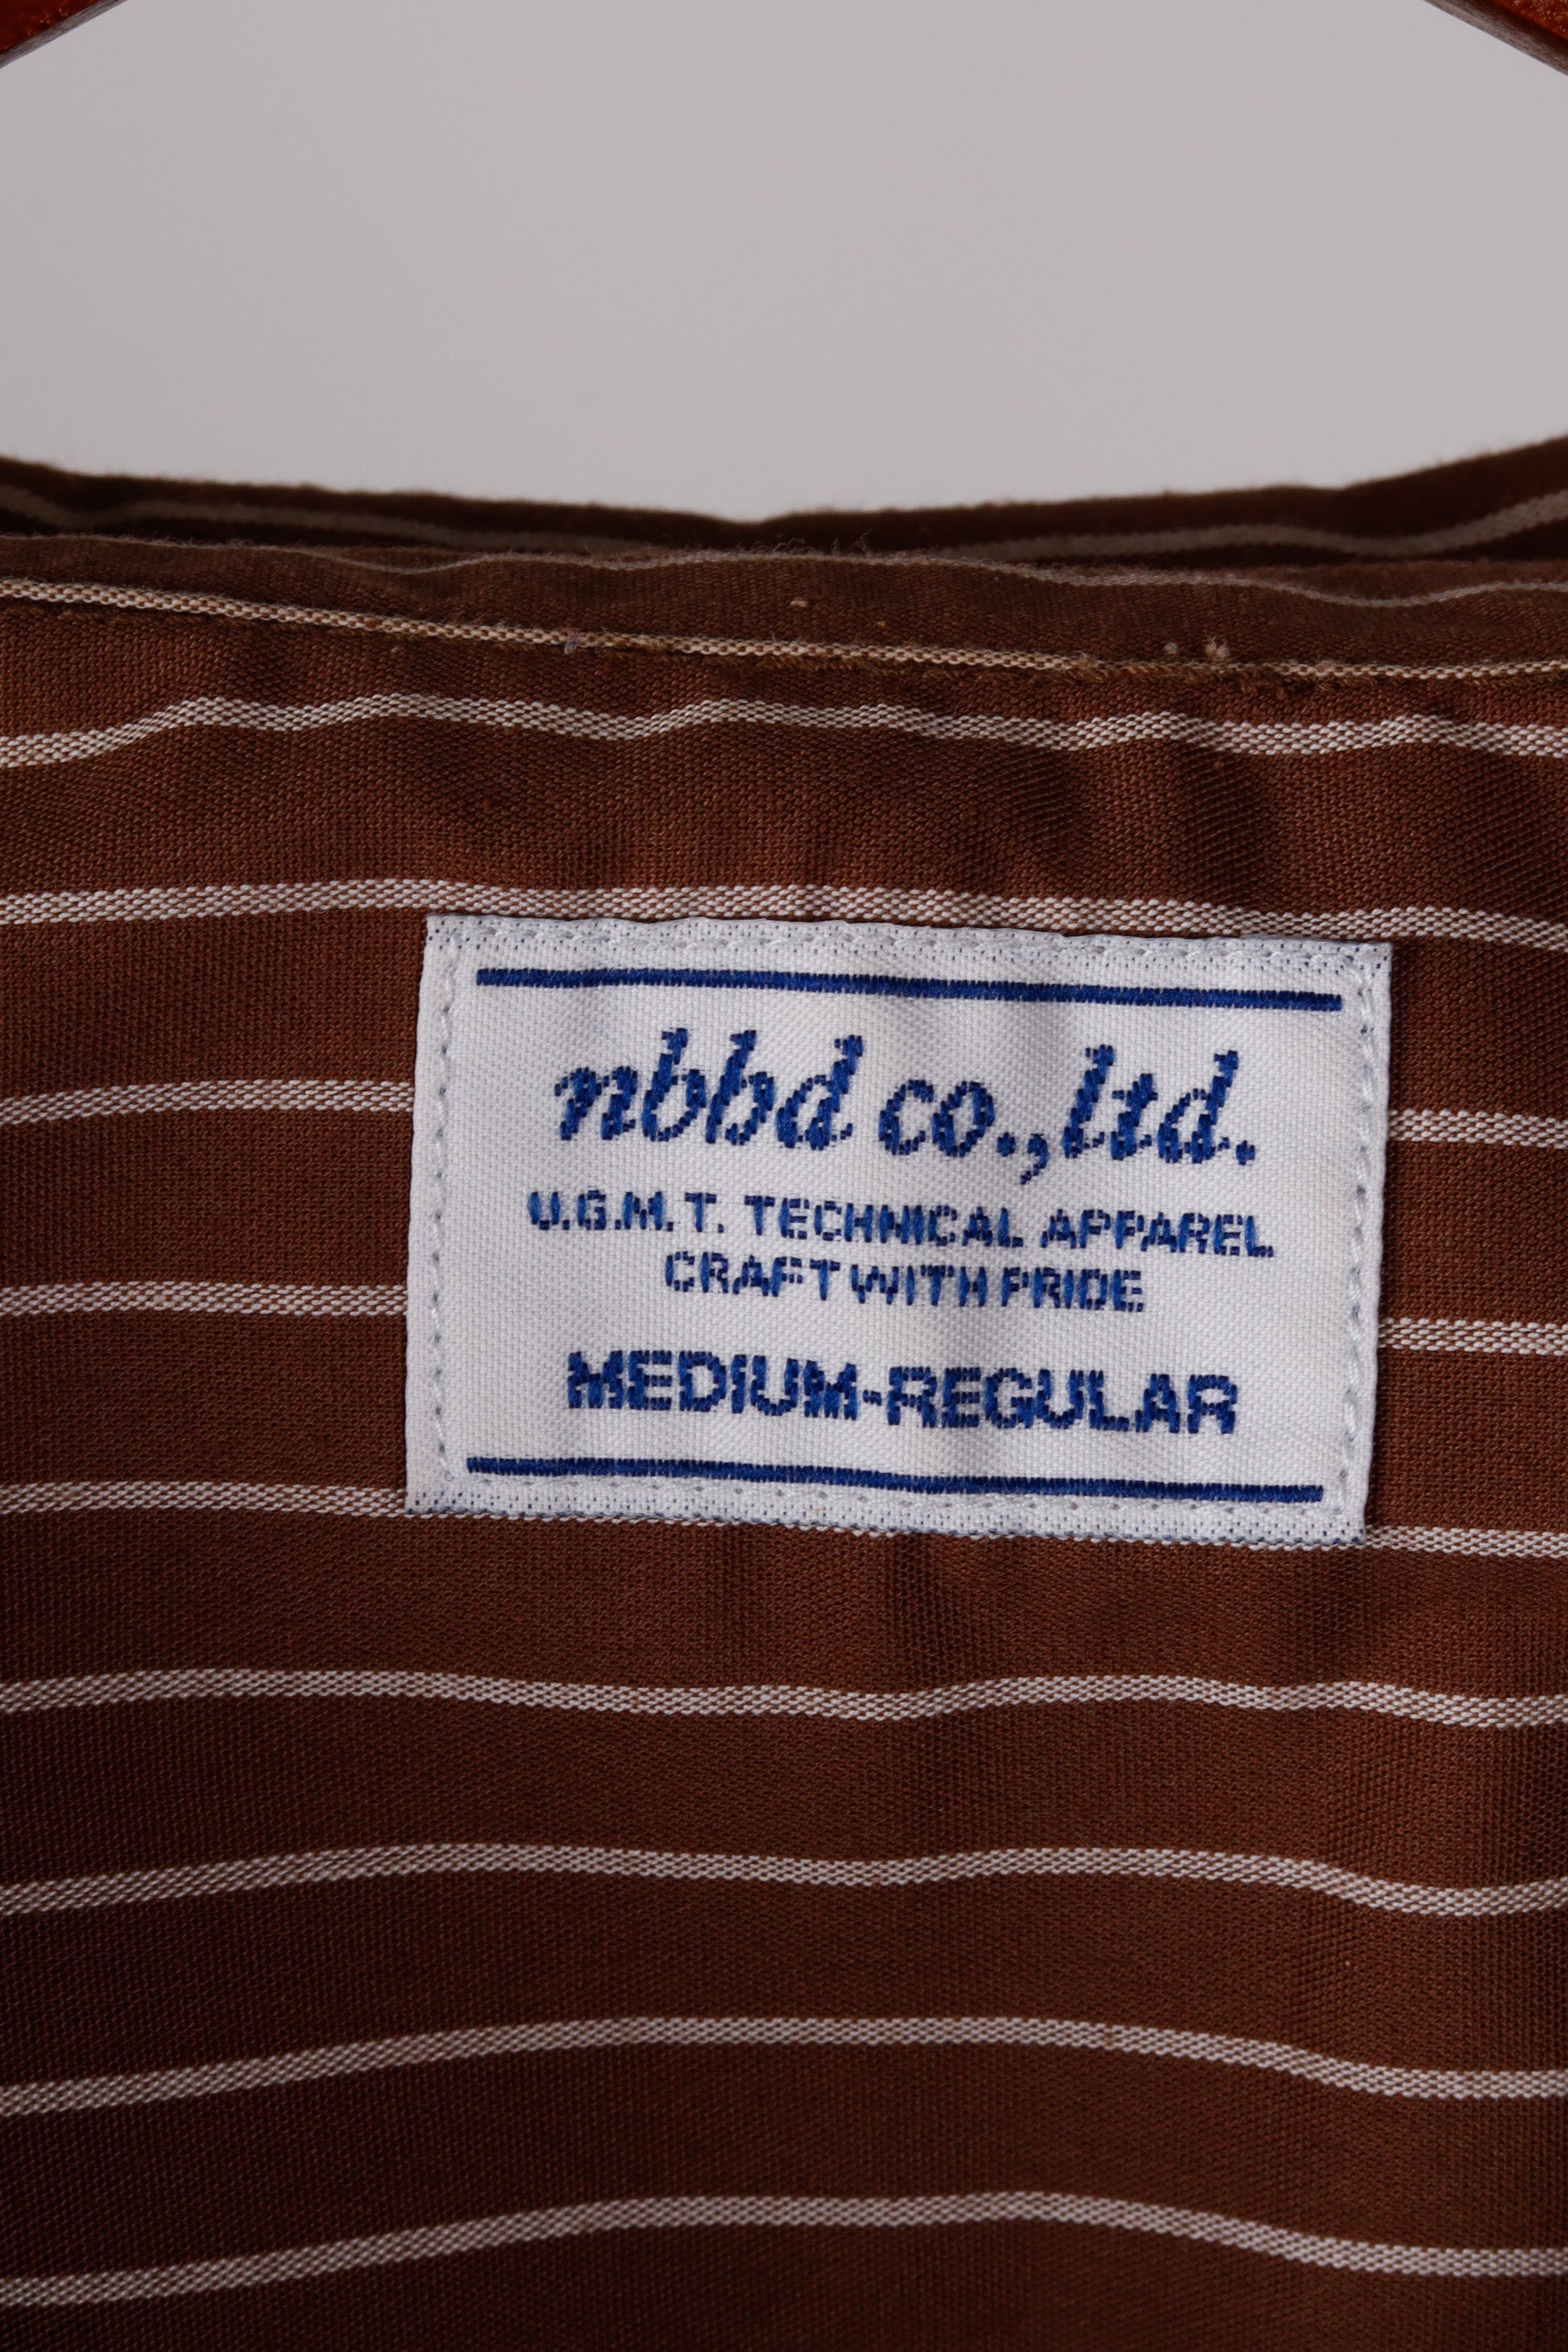 nbbd co.,ltd.
U.G.M.T. TECHNICAL APPAREL
CRAFT WITH PRIDE
MEDIUM-REGULAR